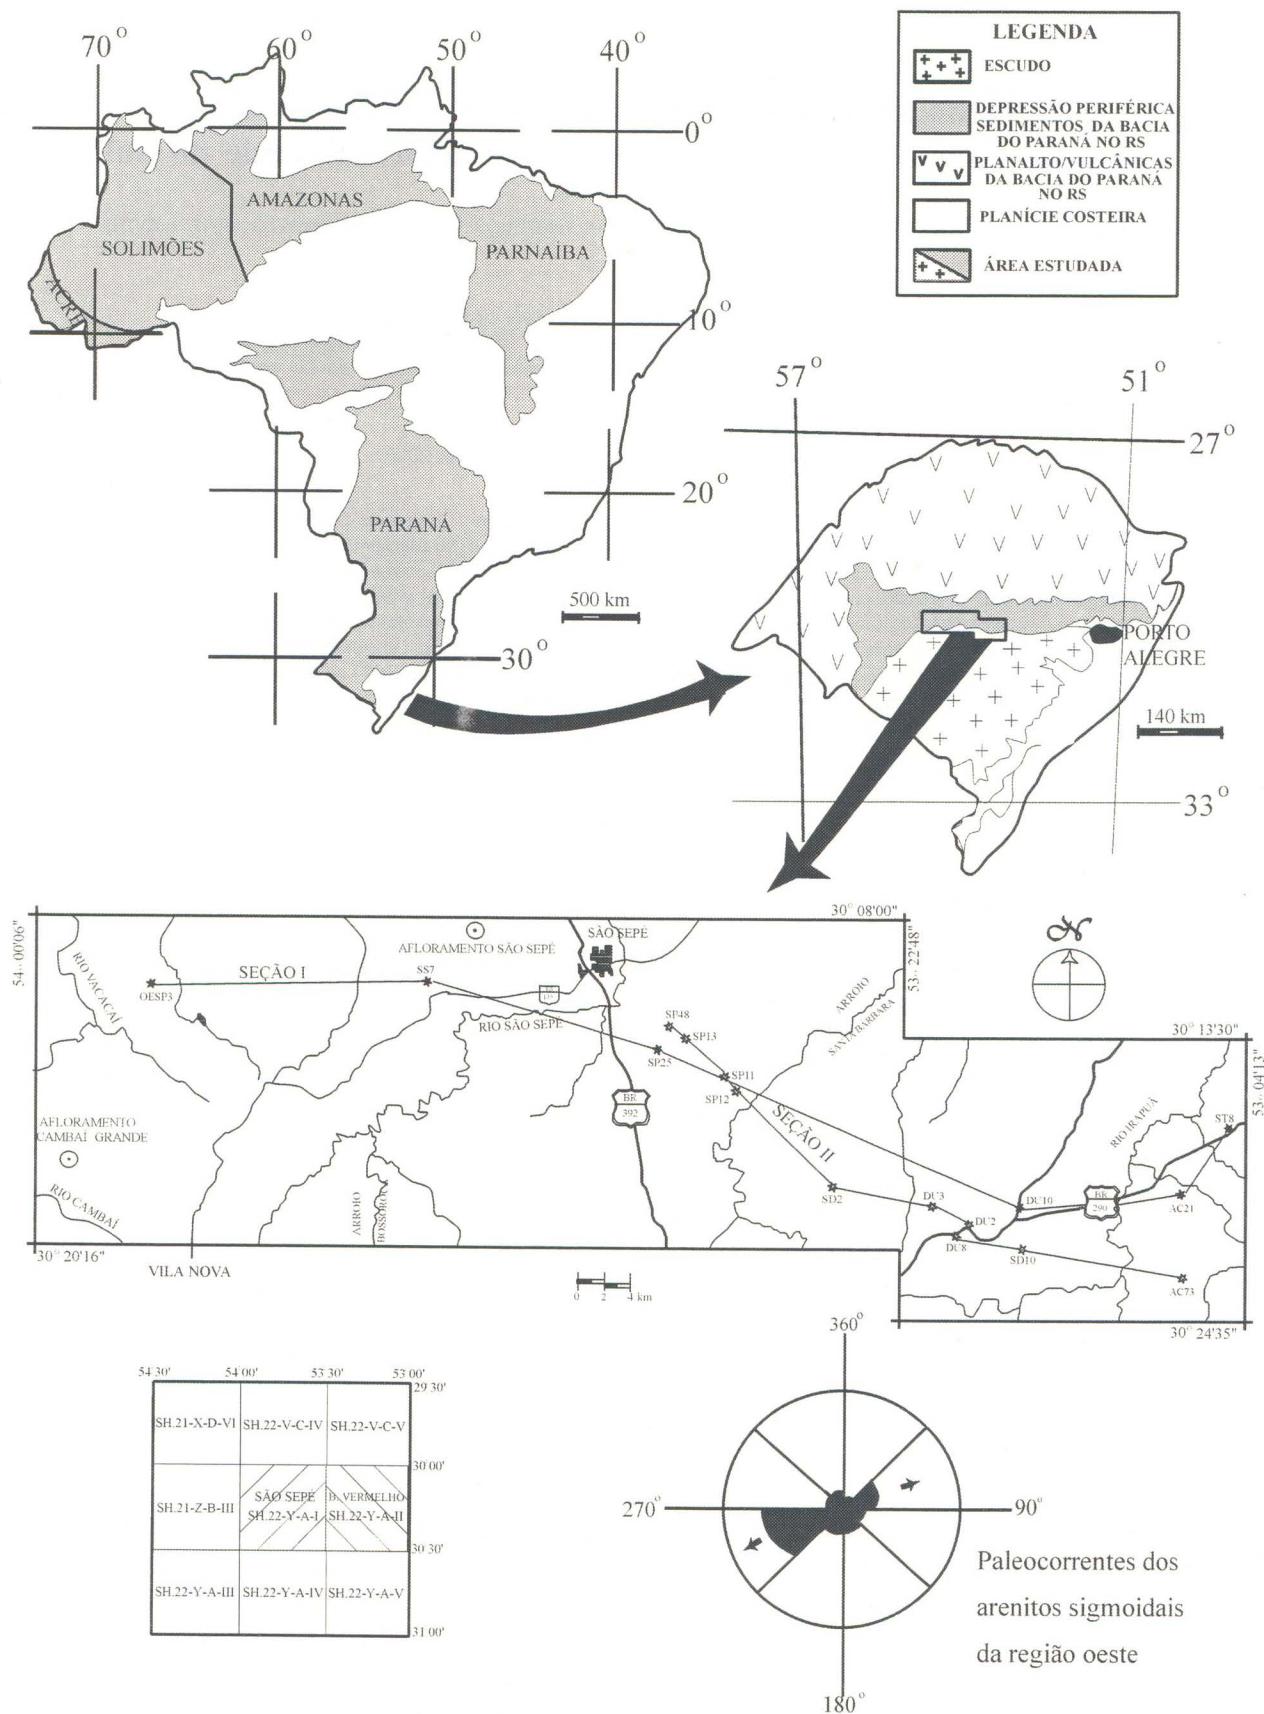 70°
60°
50°
40°
0°
AMAZONAS
SOLIMÕES
PARNAÍBA
10°
20°
PARANÁ
500 km
30°
LEGENDA
ESCUDO
DEPRESSÃO PERIFÉRICA
SEDIMENTOS DA BACIA
DO PARANÁ NO RS
PLANALTO/VULCÂNICAS
DA BACIA DO PARANÁ
NO RS
PLANÍCIE COSTEIRA
ÁREA ESTUDADA
57°
51°
27°
PORTO
ALEGRE
140 km
33°
54° 00'06"
30° 08'00"
53° 22'48"
RIO VACACAÍ
OESP3
SEÇÃO I
SS7
AFLORAMENTO SÃO SEPÉ
SÃO SEPÉ
RIO SÃO SEPÉ
SP48
SP13
SP25
SP11
SP12
ARROIO
SANTA BÁRBARA
30° 13'30"
53° 04'13"
BR
392
SEÇÃO II
AFLORAMENTO
CAMBAÍ GRANDE
RIO CAMBAÍ
ARROIO
BOSSOROCA
SD2
DU3
DU2
DU8
DU10
SD10
RIO IRAPUÁ
BR
290
ST8
AC21
AC73
30° 20'16"
VILA NOVA
0 2 4 km
30° 24'35"
54 30' 54 00' 53 30' 53 00'
29 30'
SH.21-X-D-VI SH.22-V-C-IV SH.22-V-C-V
30 00'
SÃO SEPÉ B. VERMELHO
SH.21-Z-B-III SH.22-Y-A-I SH.22-Y-A-II
30 30'
SH.22-Y-A-III SH.22-Y-A-IV SH.22-Y-A-V
31 00'
360°
270°
90°
180°
Paleocorrentes dos
arenitos sigmoidais
da região oeste